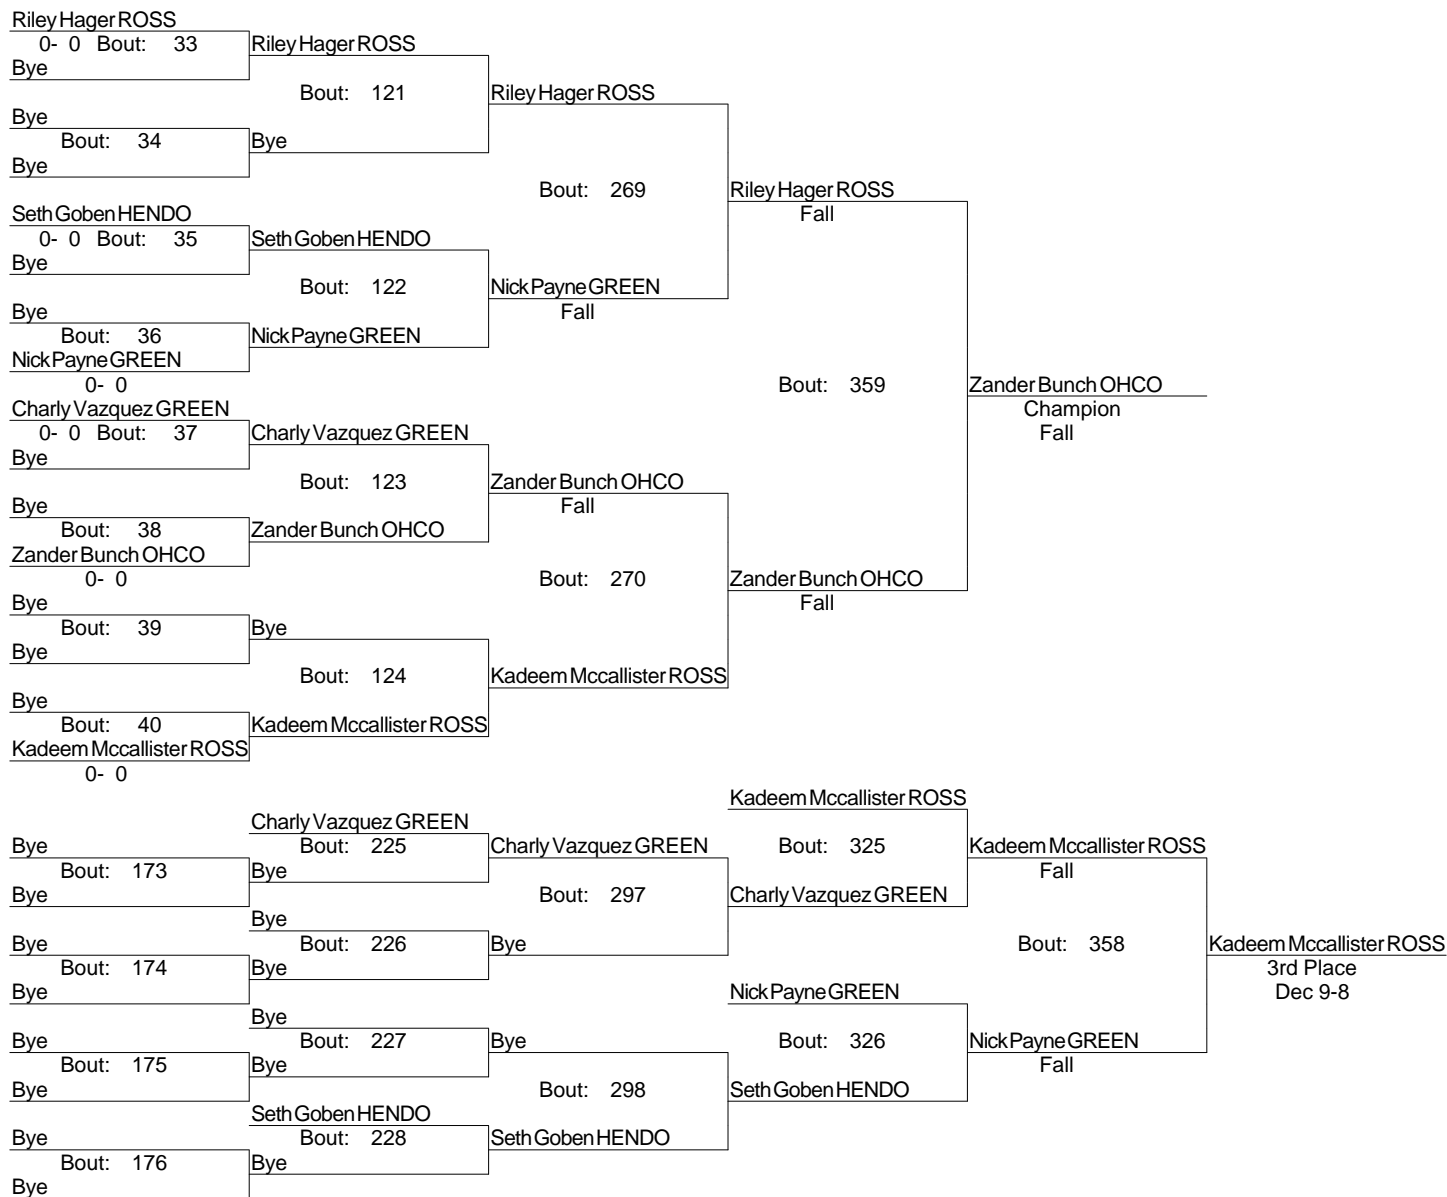 Riley Hager ROSS
0- 0 Bout: 33 Riley Hager ROSS
Bye
Bout: 121 Riley Hager ROSS
Bye
Bout: 34 Bye
Bye
Bout: 269 Riley Hager ROSS
Seth Goben HENDO Fall
0- 0 Bout: 35 Seth Goben HENDO
Bye
Bout: 122 Nick Payne GREEN
Bye Fall
Bout: 36 Nick Payne GREEN
Nick Payne GREEN
0- 0 Bout: 359 Zander Bunch OHCO
Charly Vazquez GREEN Champion
0- 0 Bout: 37 Charly Vazquez GREEN Fall
Bye
Bout: 123 Zander Bunch OHCO
Bye Fall
Bout: 38 Zander Bunch OHCO
Zander Bunch OHCO
0- 0 Bout: 270 Zander Bunch OHCO
Bye Fall
Bout: 39 Bye
Bye
Bout: 124 Kadeem Mccallister ROSS
Bye
Bout: 40 Kadeem Mccallister ROSS
Kadeem Mccallister ROSS
0- 0
Kadeem Mccallister ROSS
Charly Vazquez GREEN
Bye Bout: 225 Charly Vazquez GREEN Bout: 325 Kadeem Mccallister ROSS
Bout: 173 Bye Fall
Bye Bout: 297 Charly Vazquez GREEN
Bye
Bye Bout: 226 Bye Bout: 358 Kadeem Mccallister ROSS
Bout: 174 Bye 3rd Place
Bye Nick Payne GREEN Dec 9-8
Bye
Bye Bout: 227 Bye Bout: 326 Nick Payne GREEN
Bout: 175 Bye Fall
Bye Bout: 298 Seth Goben HENDO
Seth Goben HENDO
Bye Bout: 228 Seth Goben HENDO
Bout: 176 Bye
Bye